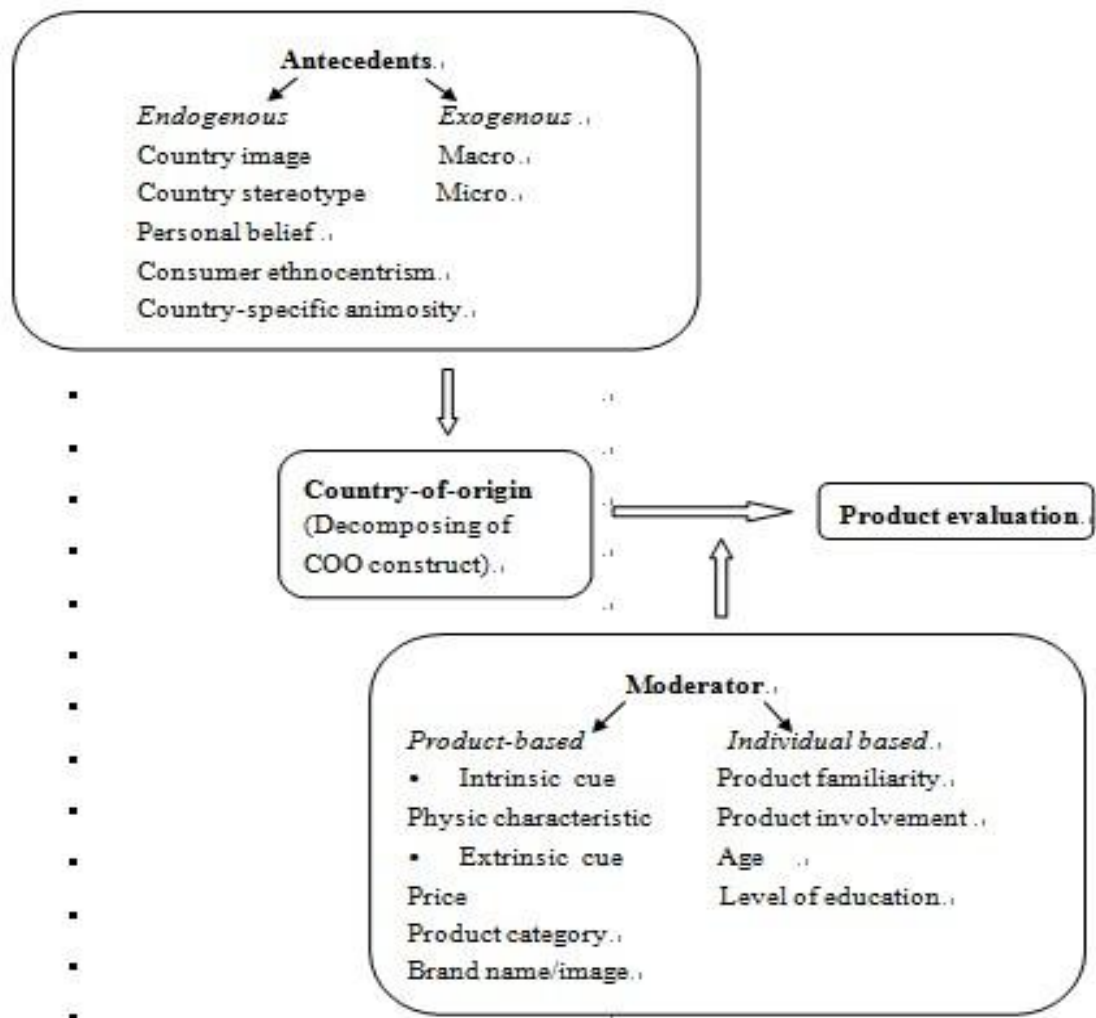 Antecedents
Endogenous Exogenous
Country image Macro
Country stereotype Micro
Personal belief
Consumer ethnocentrism
Country-specific animosity
Country-of-origin
(Decomposing of
COO construct)
Product evaluation
Moderator
Product-based Individual based
• Intrinsic cue Product familiarity
Physic characteristic Product involvement
• Extrinsic cue Age
Price Level of education
Product category
Brand name/image